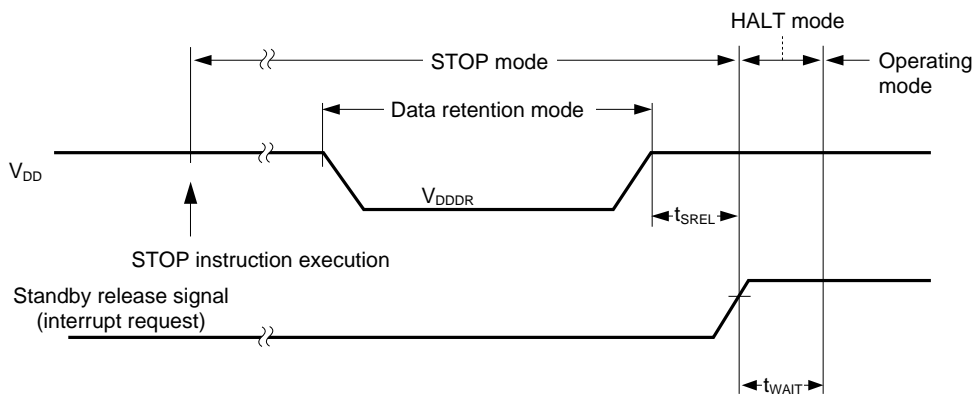 HALT mode
STOP mode
Operating
mode
Data retention mode
VDD
VDDDR
tSREL
STOP instruction execution
Standby release signal
(interrupt request)
tWAIT